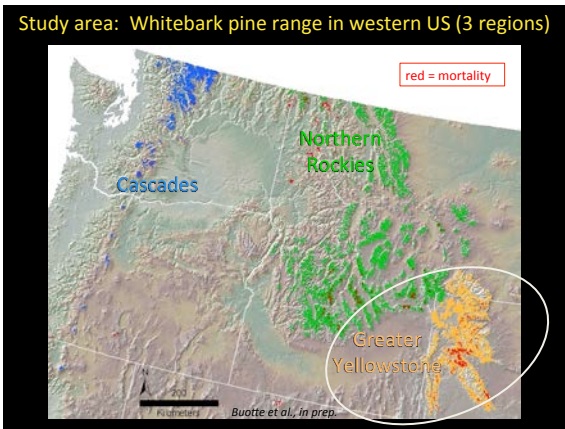 Study area: Whitebark pine range in western US (3 regions)
red = mortality
Northern
Rockies
Cascades
Greater
Yellowstone
N
200
Kilometers
Buotte et al., in prep.